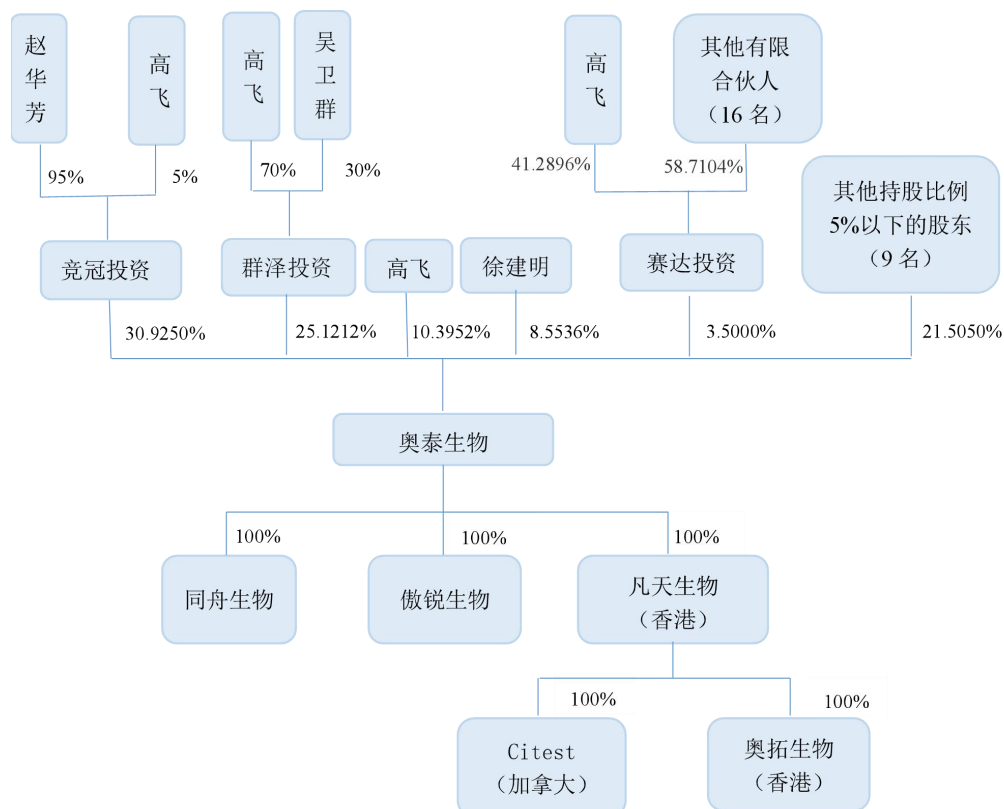 赵华芳
高飞
高飞
吴卫群
高飞
其他有限
合伙人
（16 名）
95%
5%
70%
30%
41.2896%
58.7104%
其他持股比例
5%以下的股东
（9 名）
竞冠投资
群泽投资
高飞
徐建明
赛达投资
30.9250%
25.1212%
10.3952%
8.5536%
3.5000%
21.5050%
奥泰生物
100%
100%
100%
同舟生物
傲锐生物
凡天生物
（香港）
100%
100%
Citest
（加拿大）
奥拓生物
（香港）